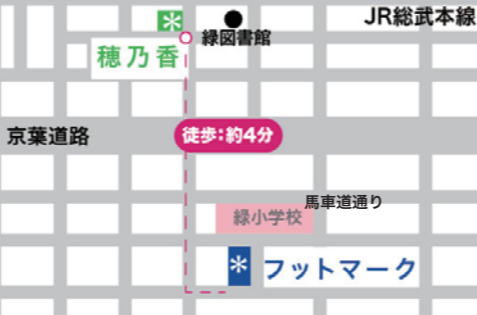 JR総武本線
緑図書館
穂乃香
京葉道路
徒歩:約4分
馬車道通り
緑小学校
フットマーク